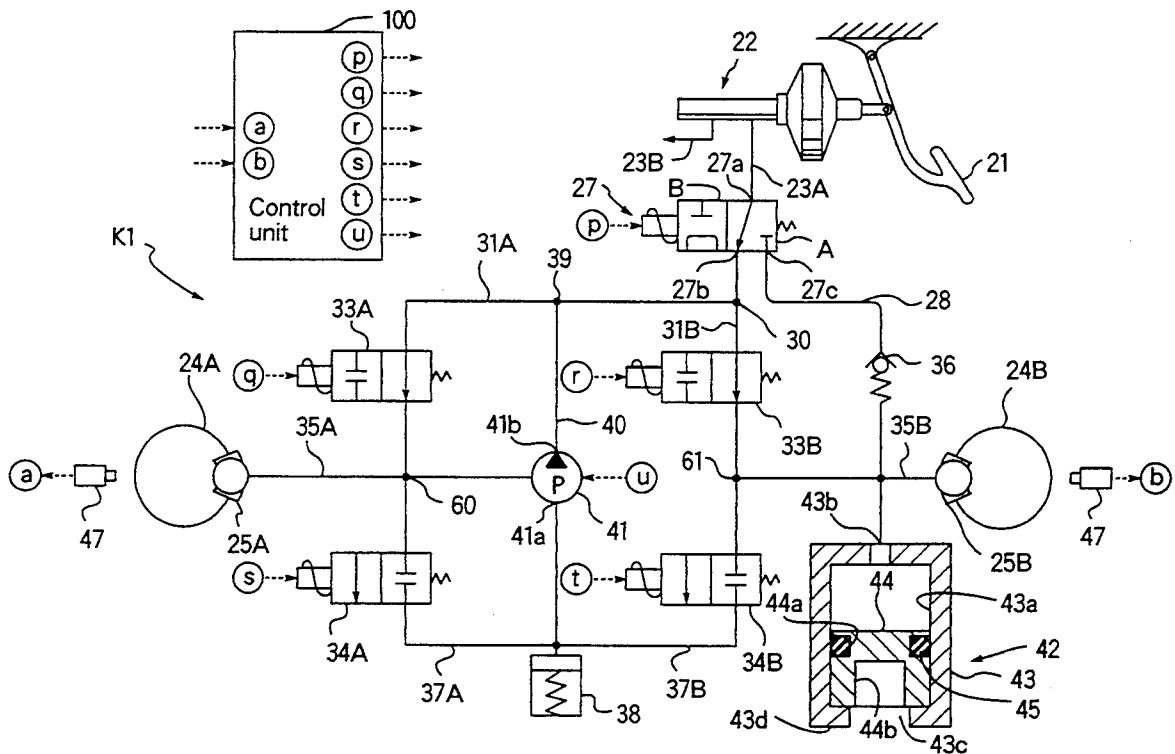 100
p
q
r
s
t
u
a
b
Control
unit
K1
22
23B
27a
23A
21
27
B
p
A
27b
27c
28
31A
39
30
31B
33A
q
r
33B
36
24A
24B
35A
41b
40
P
u
61
35B
a
47
25A
60
41a
41
43b
25B
47
b
s
t
34A
34B
44
44a
43a
42
43
45
37A
38
37B
43d
44b
43c